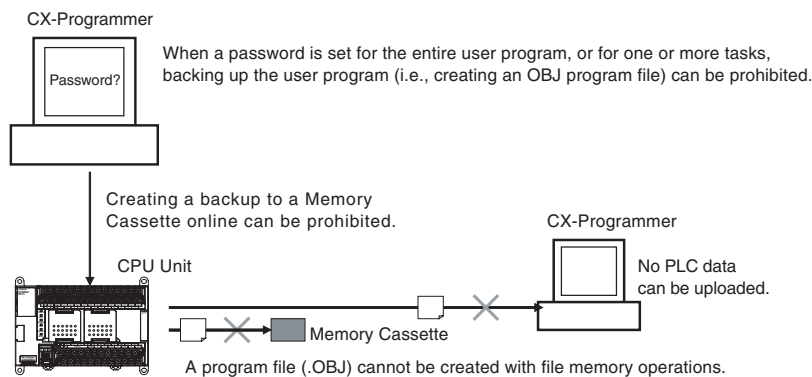 CX-Programmer
When a password is set for the entire user program, or for one or more tasks,
backing up the user program (i.e., creating an OBJ program file) can be prohibited.
Password?
Creating a backup to a Memory
Cassette online can be prohibited.
CX-Programmer
CPU Unit
No PLC data
can be uploaded.
Memory Cassette
A program file (.OBJ) cannot be created with file memory operations.